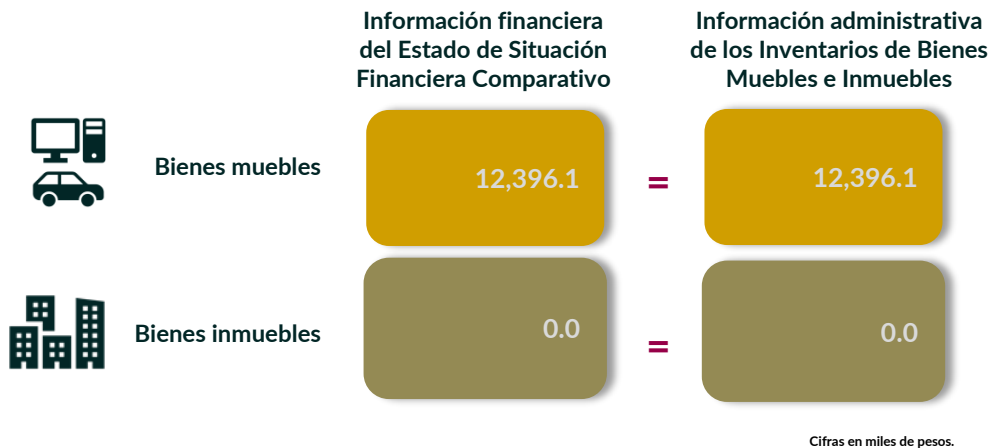 Información financiera
del Estado de Situación
Financiera Comparativo
Información administrativa
de los Inventarios de Bienes
Muebles e Inmuebles
Bienes muebles
12,396.1
=
12,396.1
Bienes inmuebles
0.0
=
0.0
Cifras en miles de pesos.